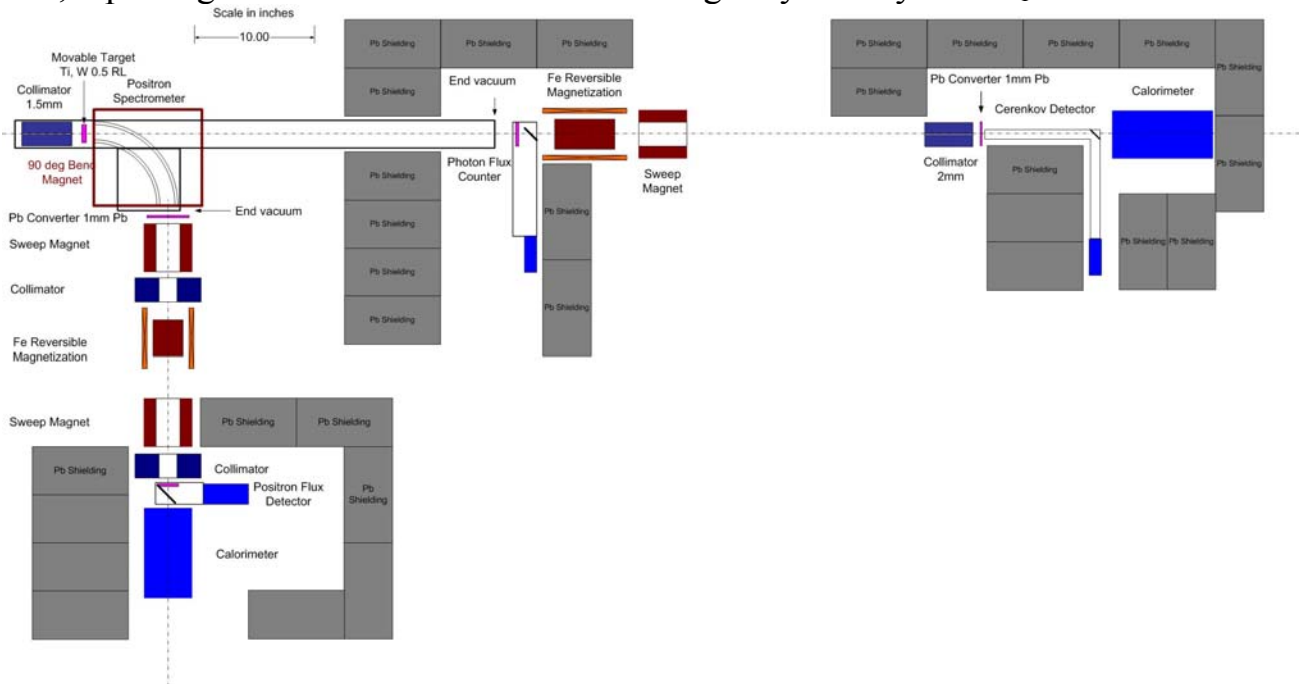 Scale in inches
10.00
Movable Target
Ti, W 0.5 RL
Collimator
1.5mm
Positron
Spectrometer
90 deg Bend
Magnet
End vacuum
Pb Converter 1mm Pb
Sweep Magnet
Collimator
Fe Reversible
Magnetization
Sweep Magnet
Pb Shielding
Pb Shielding
Pb Shielding
Collimator
Positron Flux
Detector
Pb
Shielding
Calorimeter
Pb Shielding
Pb Shielding
Pb Shielding
Pb Shielding
End vacuum
Fe Reversible
Magnetization
Photon Flux
Counter
Sweep
Magnet
Pb Shielding
Pb Shielding
Pb Shielding
Pb Shielding
Pb Shielding
Pb Shielding
Pb Shielding
Pb Shielding
Pb Shielding
Pb Shielding
Pb Shielding
Pb Shielding
Pb Converter 1mm Pb
Calorimeter
Cerenkov Detector
Collimator
2mm
Pb Shielding
Pb Shielding
Pb Shielding
Pb Shielding